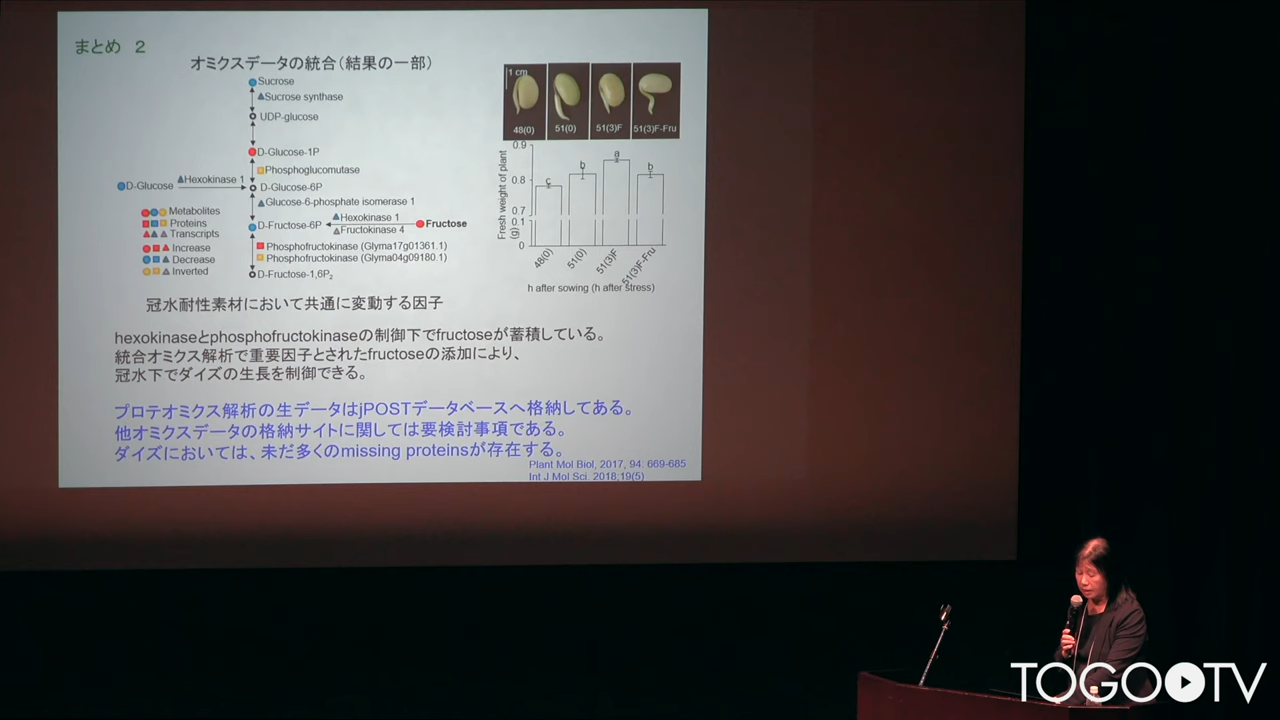 まとめ 2
オミクスデータの統合(結果の一部)
Sucrose
Sucrose synthase
UDP-glucose
D-Glucose-1P
Phosphoglucomutase
D-Glucose
Hexokinase 1
D-Glucose-6P
Glucose-6-phosphate isomerase 1
D-Fructose-6P
Hexokinase 1
Fructokinase 4
Fructose
Phosphofructokinase (Glyma17g01361.1)
Phosphofructokinase (Glyma04g09180.1)
D-Fructose-1,6P₂
Metabolites
Proteins
Transcripts
Increase
Decrease
Inverted
1 cm
48(0)
51(0)
51(3)F
51(3)F-Fru
Fresh weight of plant (g)
0.9
0.8
0.7
0.1
0
c
b
a
b
48(0)
51(0)
51(3)F
51(3)F-Fru
h after sowing (h after stress)
冠水耐性素材において共通に変動する因子
hexokinaseとphosphofructokinaseの制御下でfructoseが蓄積している。
統合オミクス解析で重要因子とされたfructoseの添加により、
冠水下でダイズの生長を制御できる。
プロテオミクス解析の生データはjPOSTデータベースへ格納してある。
他オミクスデータの格納サイトに関しては要検討事項である。
ダイズにおいては、未だ多くのmissing proteinsが存在する。
Plant Mol Biol, 2017, 94: 669-685
Int J Mol Sci. 2018;19(5)
TOGO TV